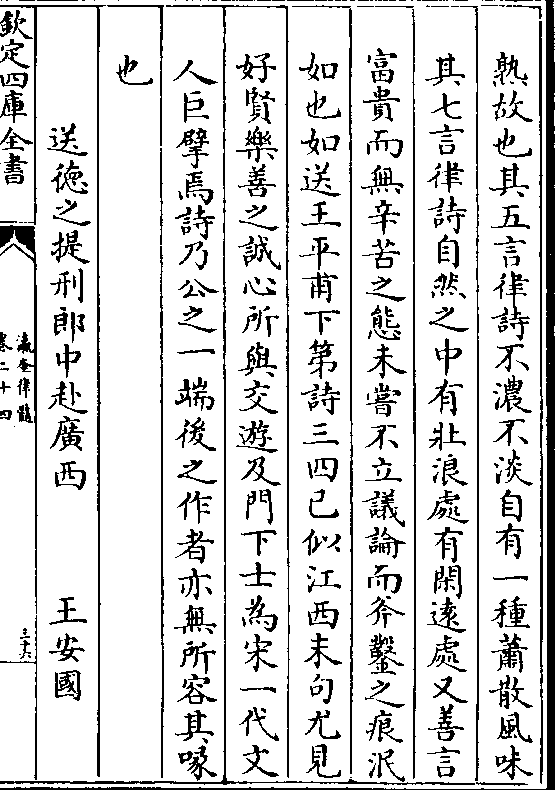 熟故也其五言律詩不濃不淡自有一種蕭散風味
其七言律詩自然之中有壯浪處有閑遠處又善言
富貴而無辛苦之態未嘗不立議論而斧鑿之痕泯
如也如送王平甫下第詩三四已似江西末句尤見
好賢樂善之誠心所與交遊及門下士為宋一代文
人巨擘焉詩乃公之一端後之作者亦無所容其喙
也
送徳之提刑郎中赴廣西　王安國
欽定四庫全書
瀛奎律髓
卷二十四
三十六